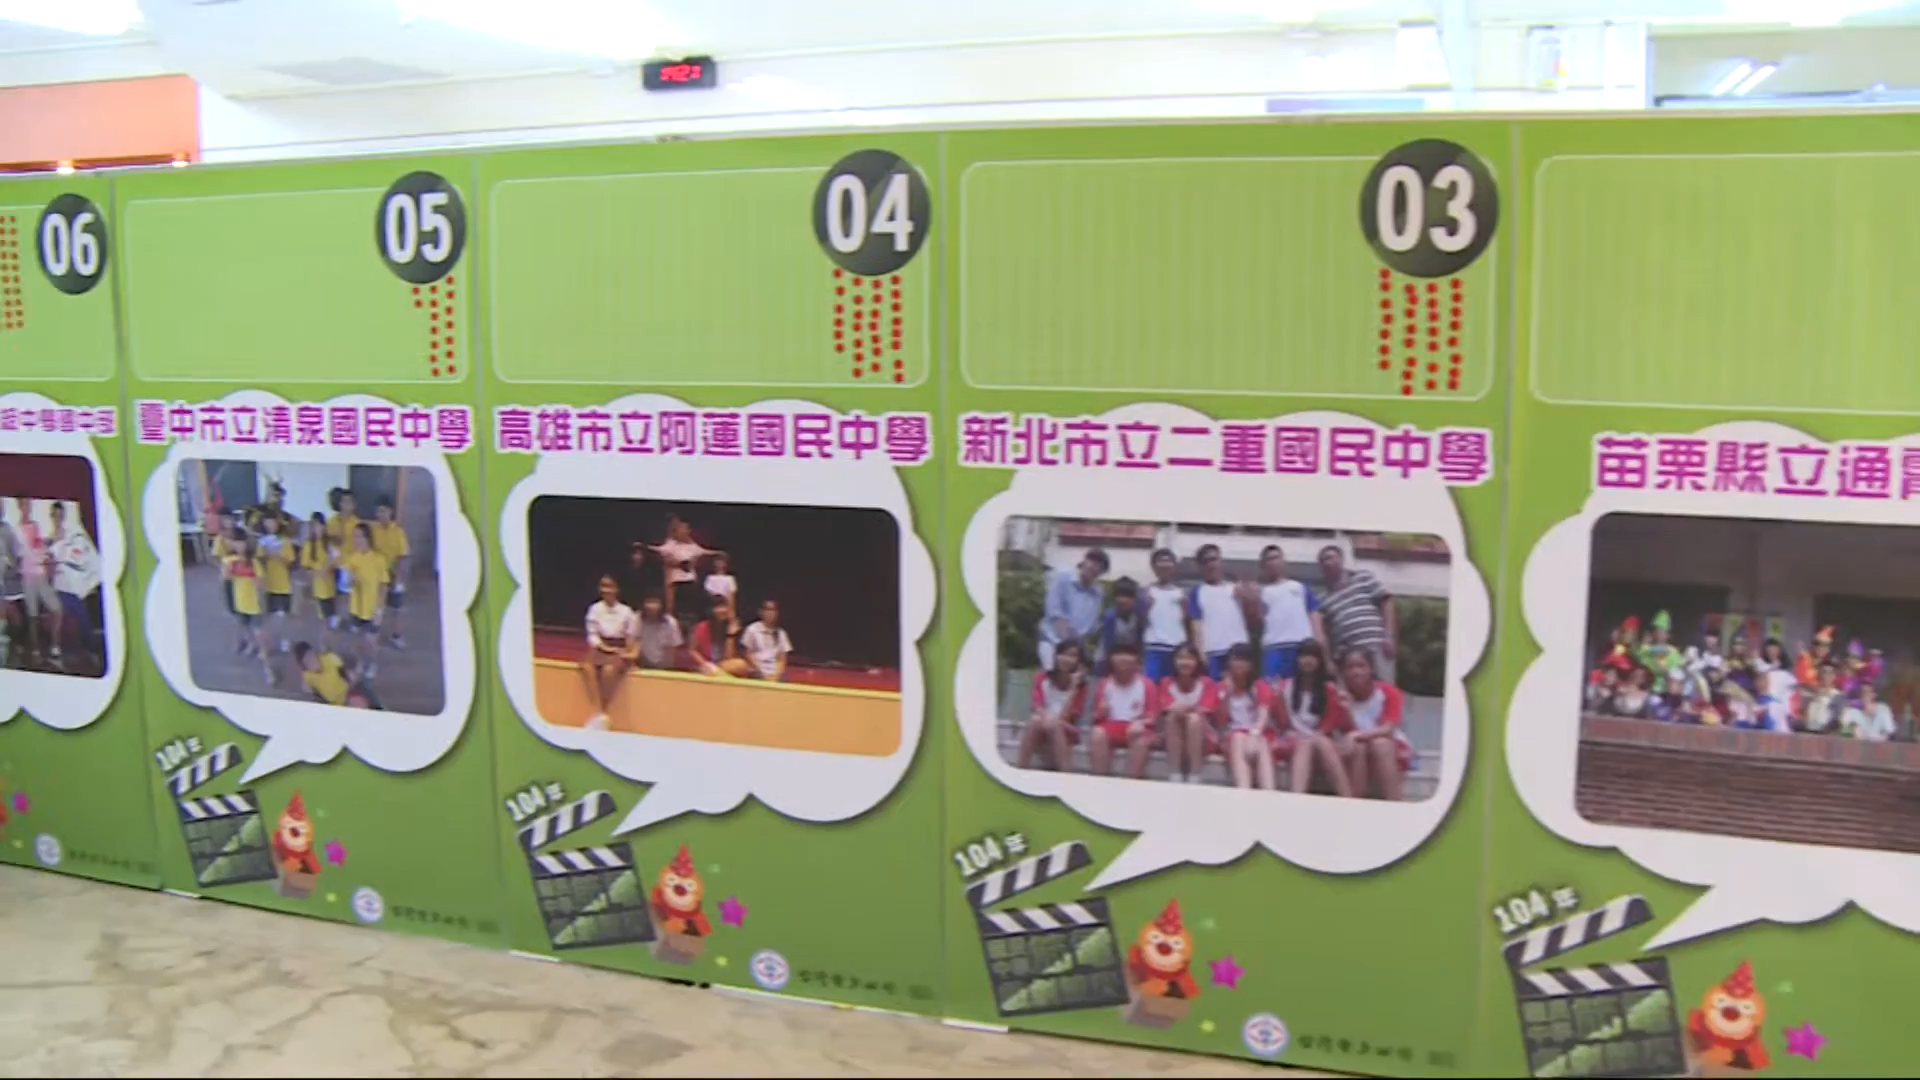 06
05
04
03
臺中市立清泉國民中學
高雄市立阿蓮國民中學
新北市立二重國民中學
苗栗縣立通霄
104年
104年
104年
104年